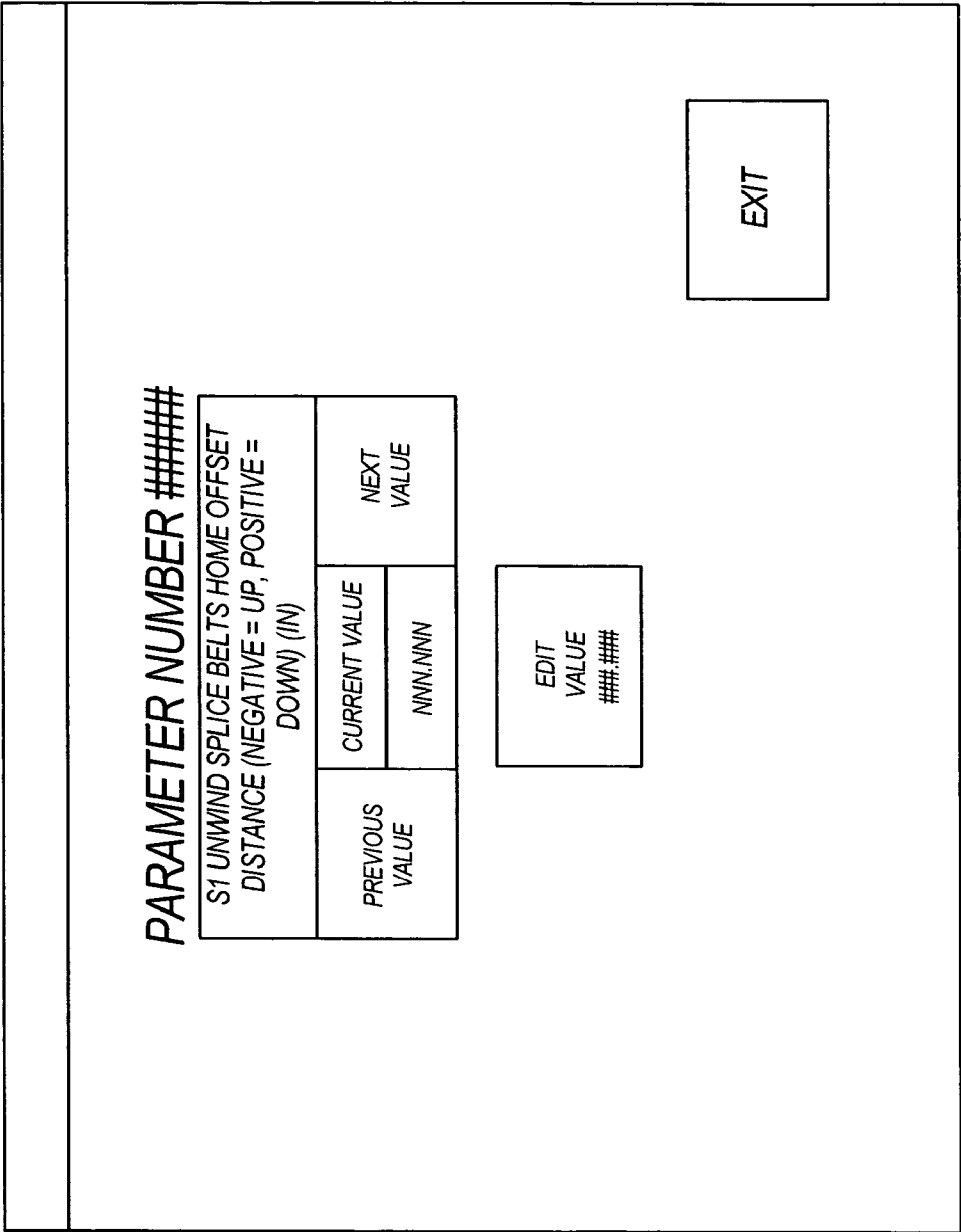 PARAMETER NUMBER #####
S1 UNWIND SPLICE BELTS HOME OFFSET
DISTANCE (NEGATIVE = UP, POSITIVE =
DOWN) (IN)
PREVIOUS
VALUE
CURRENT VALUE
NNN.NNN
NEXT
VALUE
EDIT
VALUE
###.###
EXIT